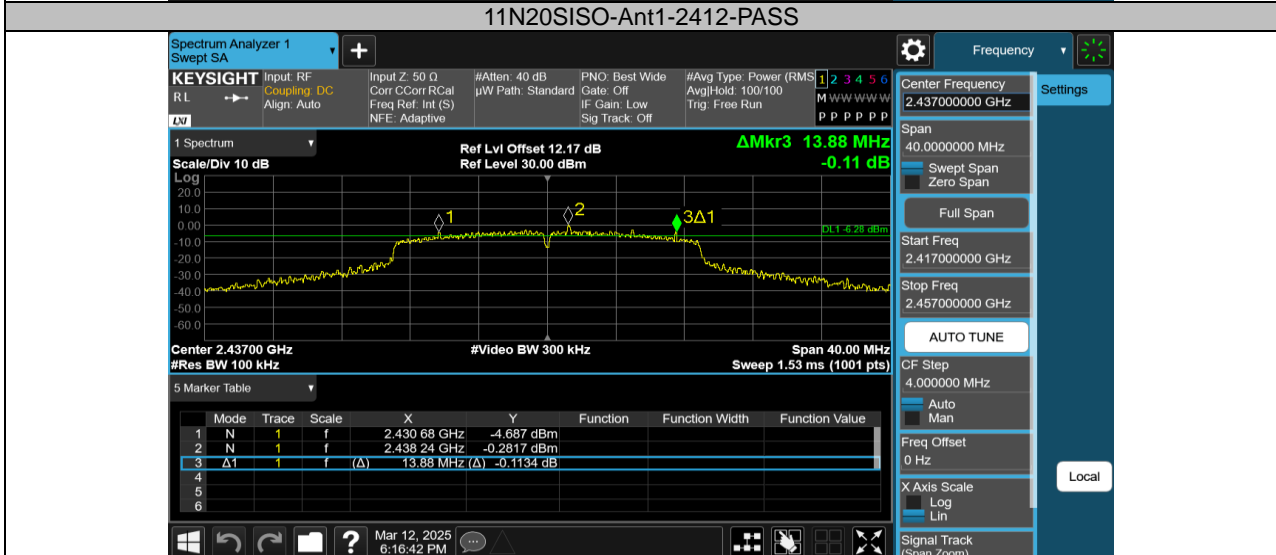 11N20SISO-Ant1-2412-PASS
Spectrum Analyzer 1
Swept SA
Frequency
KEYSIGHT
RL
LXI
Input: RF
Coupling: DC
Align: Auto
Input Z: 50 Ω
Corr CCorr RCal
Freq Ref: Int (S)
NFE: Adaptive
#Atten: 40 dB
µW Path: Standard
PNO: Best Wide
Gate: Off
IF Gain: Low
Sig Track: Off
#Avg Type: Power (RMS
Avg|Hold: 100/100
Trig: Free Run
1 2 3 4 5 6
M W W W W W
P P P P P P
1 Spectrum
Scale/Div 10 dB
Ref Lvl Offset 12.17 dB
Ref Level 30.00 dBm
ΔMkr3 13.88 MHz
-0.11 dB
Log
20.0
10.0
0.00
-10.0
-20.0
-30.0
-40.0
-50.0
-60.0
1
2
3Δ1
DL1 -6.28 dBm
Center 2.43700 GHz
#Video BW 300 kHz
Span 40.00 MHz
#Res BW 100 kHz
Sweep 1.53 ms (1001 pts)
5 Marker Table
Mode Trace Scale X Y Function Function Width Function Value
1 N 1 f 2.430 68 GHz -4.687 dBm
2 N 1 f 2.438 24 GHz -0.2817 dBm
3 Δ1 1 f (Δ) 13.88 MHz (Δ) -0.1134 dB
4
5
6
Mar 12, 2025
6:16:42 PM
Center Frequency
2.437000000 GHz
Settings
Span
40.0000000 MHz
Swept Span
Zero Span
Full Span
Start Freq
2.417000000 GHz
Stop Freq
2.457000000 GHz
AUTO TUNE
CF Step
4.000000 MHz
Auto
Man
Freq Offset
0 Hz
X Axis Scale
Log
Lin
Local
Signal Track
(Span Zoom)